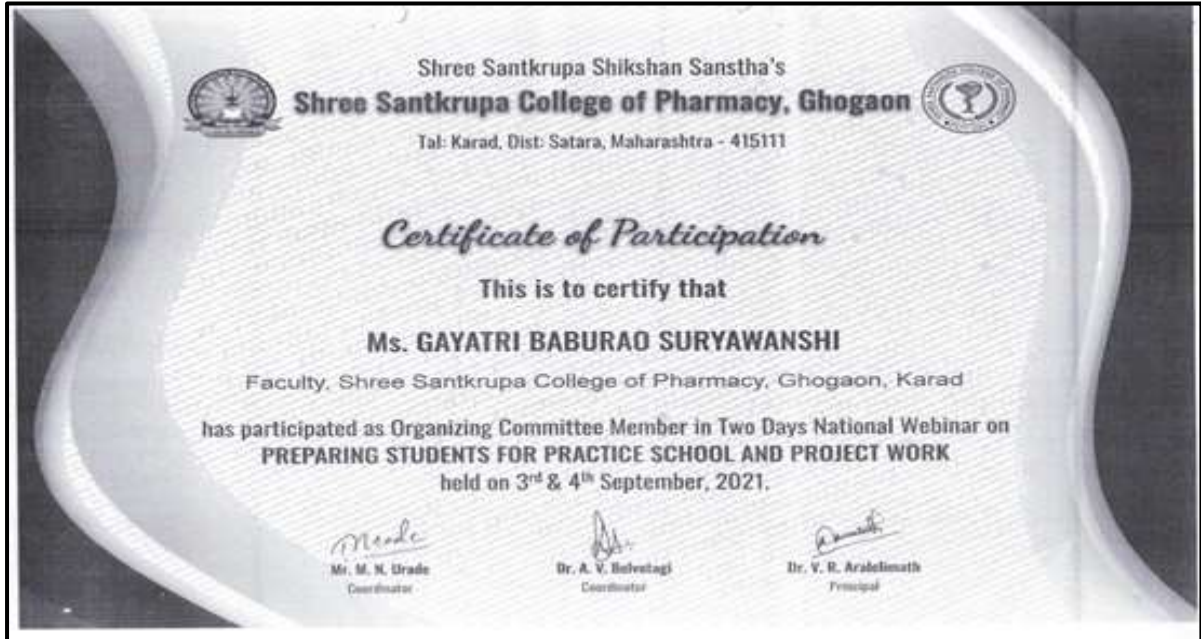 Shree Santkrupa Shikshan Sanstha's
Shree Santkrupa College of Pharmacy, Ghogaon
Tal: Karad, Dist: Satara, Maharashtra - 415111
Certificate of Participation
This is to certify that
Ms. GAYATRI BABURAO SURYAWANSHI
Faculty, Shree Santkrupa College of Pharmacy, Ghogaon, Karad
has participated as Organizing Committee Member in Two Days National Webinar on
PREPARING STUDENTS FOR PRACTICE SCHOOL AND PROJECT WORK
held on 3rd & 4th September, 2021.
Mr. M. N. Urade
Coordinator
Dr. A. V. Belvotagi
Coordinator
Dr. V. R. Aralelimath
Principal